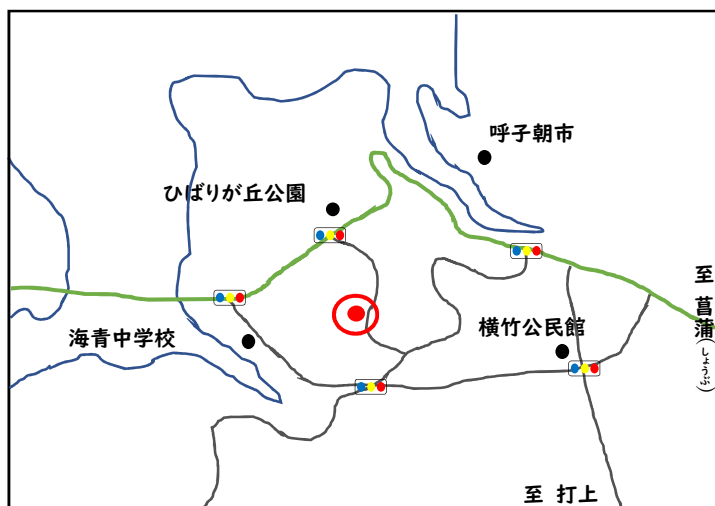 呼子朝市
ひばりが丘公園
至 菖蒲(しょうぶ)
海青中学校
横竹公民館
至 打上